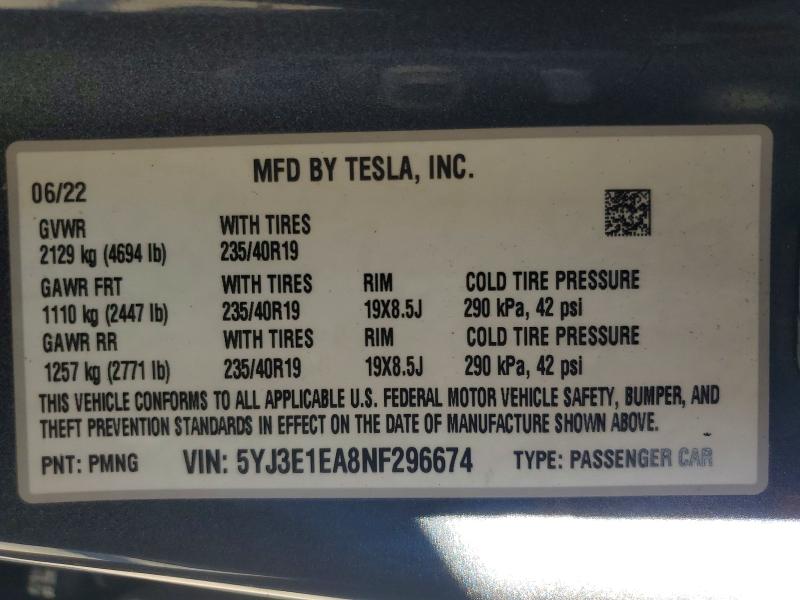 MFD BY TESLA, INC.
06/22
GVWR WITH TIRES
2129 kg (4694 lb) 235/40R19
GAWR FRT WITH TIRES RIM COLD TIRE PRESSURE
1110 kg (2447 lb) 235/40R19 19X8.5J 290 kPa, 42 psi
GAWR RR WITH TIRES RIM COLD TIRE PRESSURE
1257 kg (2771 lb) 235/40R19 19X8.5J 290 kPa, 42 psi
THIS VEHICLE CONFORMS TO ALL APPLICABLE U.S. FEDERAL MOTOR VEHICLE SAFETY, BUMPER, AND
THEFT PREVENTION STANDARDS IN EFFECT ON THE DATE OF MANUFACTURE SHOWN ABOVE.
PNT: PMNG VIN: 5YJ3E1EA8NF296674 TYPE: PASSENGER CAR